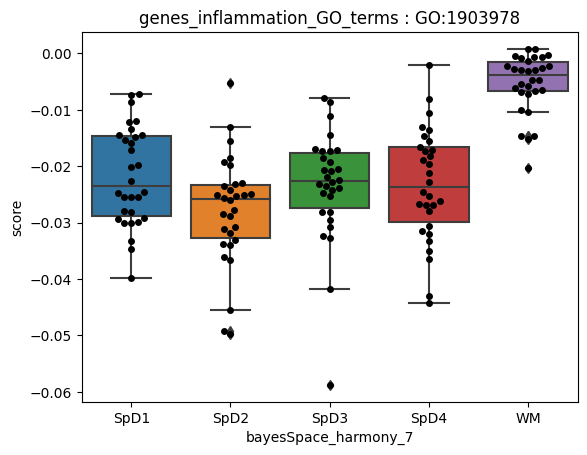 genes_inflammation_GO_terms : GO:1903978
0.00
−0.01
−0.02
−0.03
−0.04
−0.05
−0.06
score
SpD1 SpD2 SpD3 SpD4 WM
bayesSpace_harmony_7